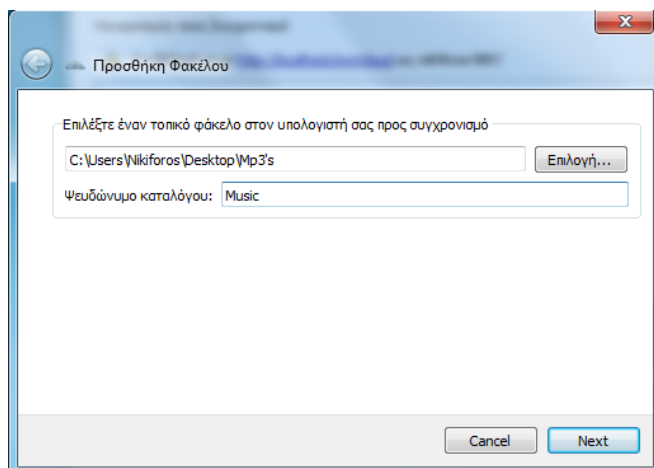 Προσθήκη Φακέλου
Επιλέξτε έναν τοπικό φάκελο στον υπολογιστή σας προς συγχρονισμό
C:\Users\Nikiforos\Desktop\Mp3's
Επιλογή...
Ψευδώνυμο καταλόγου: Music
Cancel Next